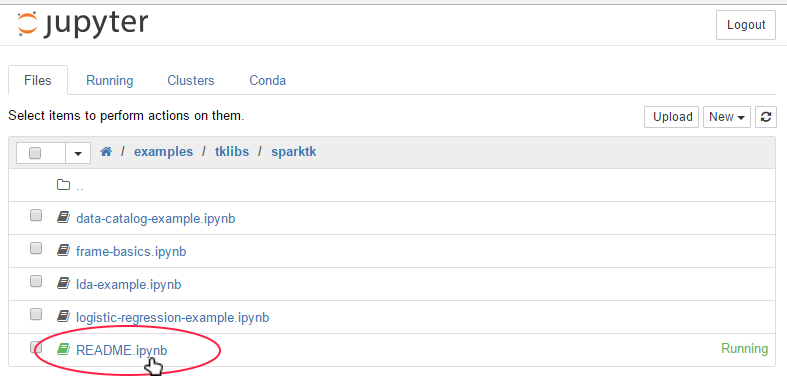 jupyter
Logout
Files Running Clusters Conda
Select items to perform actions on them.
Upload New
/ examples / tklibs / sparktk
..
data-catalog-example.ipynb
frame-basics.ipynb
lda-example.ipynb
logistic-regression-example.ipynb
README.ipynb Running